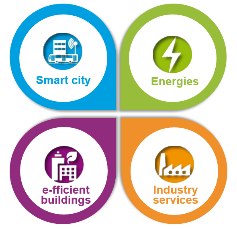 Smart city
Energies
e-fficient
buildings
Industry
services